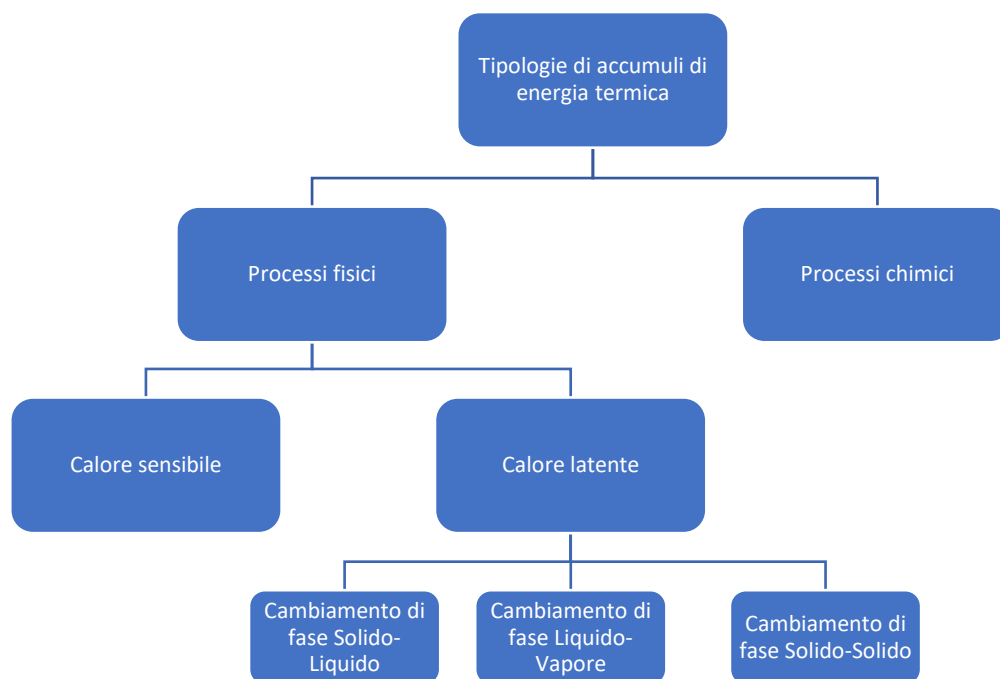 Tipologie di accumuli di
energia termica
Processi fisici
Processi chimici
Calore sensibile
Calore latente
Cambiamento di
fase Solido-
Liquido
Cambiamento di
fase Liquido-
Vapore
Cambiamento di
fase Solido-Solido